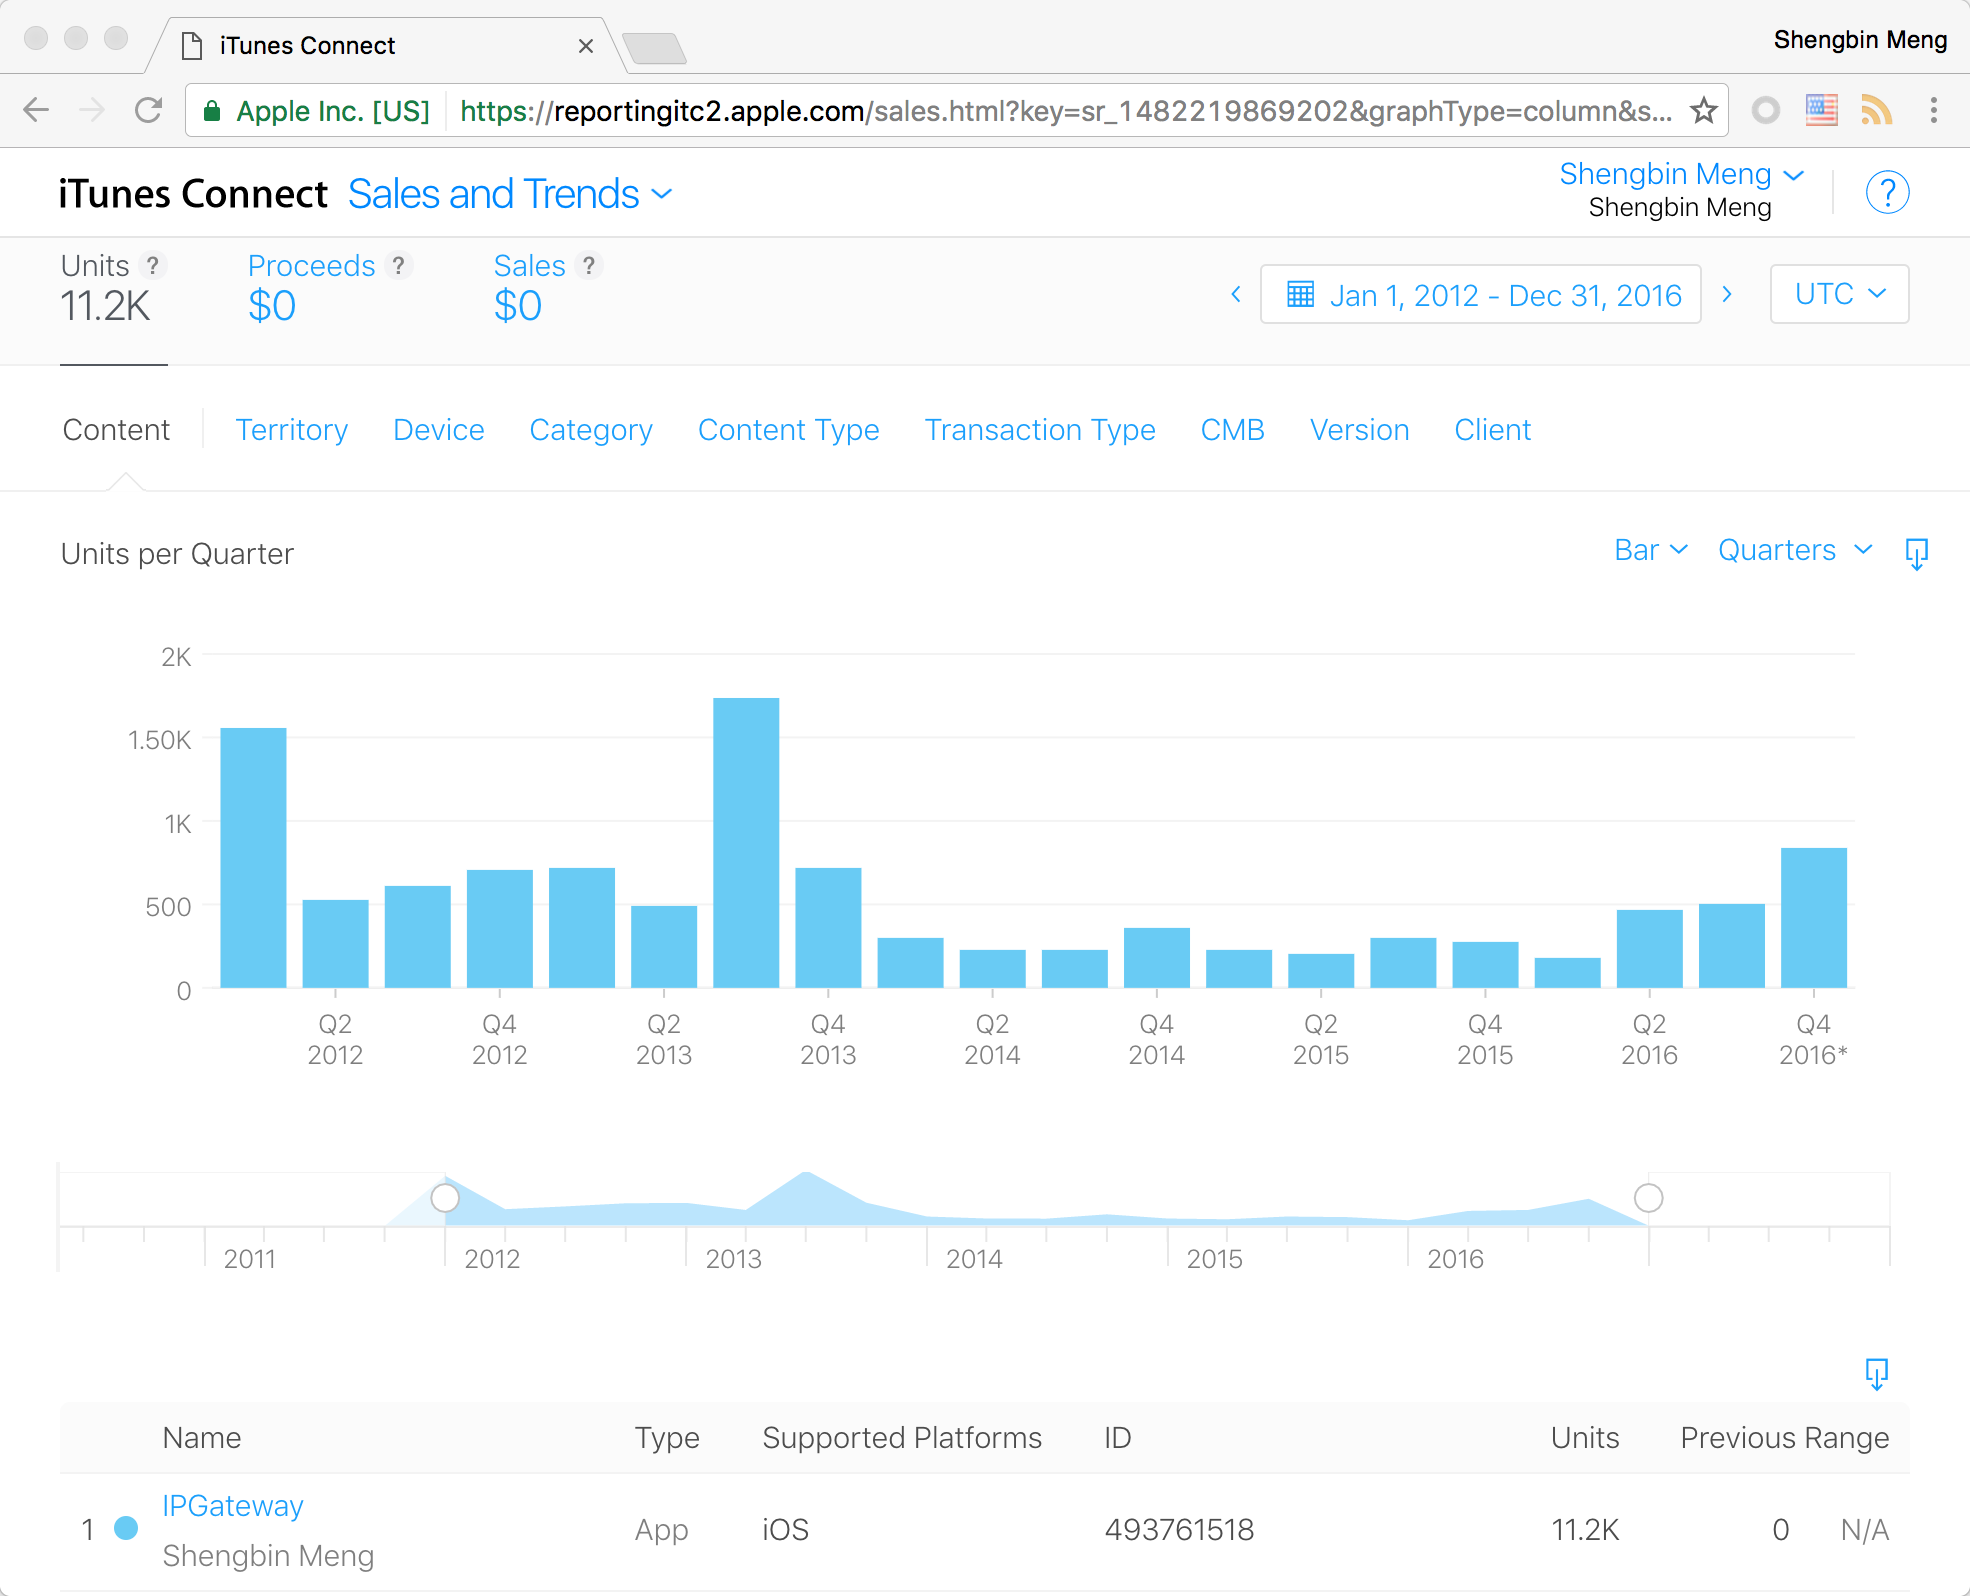 iTunes Connect
Shengbin Meng
Apple Inc. [US]
https://reportingitc2.apple.com/sales.html?key=sr_1482219869202&graphType=column&s...
iTunes Connect Sales and Trends
Shengbin Meng
Shengbin Meng
?
Units ? Proceeds ? Sales ?
11.2K $0 $0
Jan 1, 2012 - Dec 31, 2016
UTC
Content Territory Device Category Content Type Transaction Type CMB Version Client
Units per Quarter
Bar Quarters
2K
1.50K
1K
500
0
Q2 Q4 Q2 Q4 Q2 Q4 Q2 Q4 Q2 Q4
2012 2012 2013 2013 2014 2014 2015 2015 2016 2016*
2011 2012 2013 2014 2015 2016
Name Type Supported Platforms ID Units Previous Range
IPGateway
1 App iOS 493761518 11.2K 0 N/A
Shengbin Meng